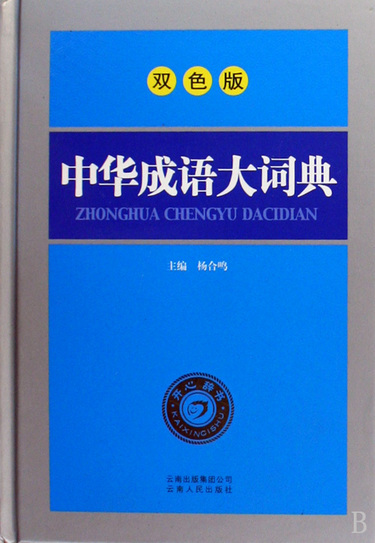 双色版
中华成语大词典
ZHONGHUA CHENGYU DACIDIAN
主编 杨合鸣
开心辞书
KAIXINCISHU
云南出版集团公司
云南人民出版社
B